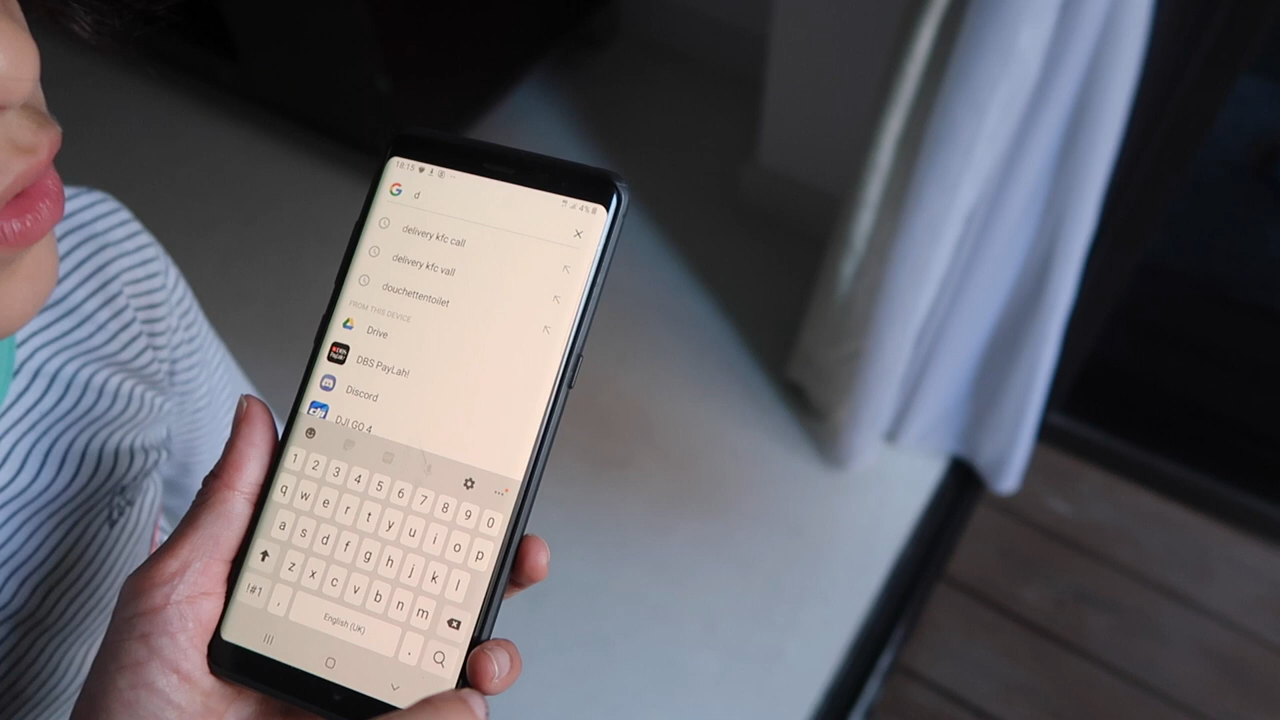 18:15
4%
d
delivery kfc call
delivery kfc vall
douchettentoilet
FROM THIS DEVICE
Drive
DBS PayLah!
Discord
DJI GO 4
1 2 3 4 5 6 7 8 9 0
q w e r t y u i o p
a s d f g h j k l
z x c v b n m
!#1 , English (UK) .